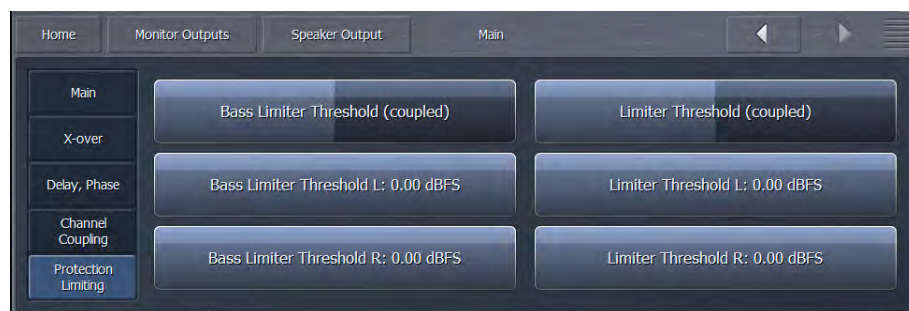 Home
Monitor Outputs
Speaker Output
Main
Main
X-over
Delay, Phase
Channel
Coupling
Protection
Limiting
Bass Limiter Threshold (coupled)
Limiter Threshold (coupled)
Bass Limiter Threshold L: 0.00 dBFS
Limiter Threshold L: 0.00 dBFS
Bass Limiter Threshold R: 0.00 dBFS
Limiter Threshold R: 0.00 dBFS